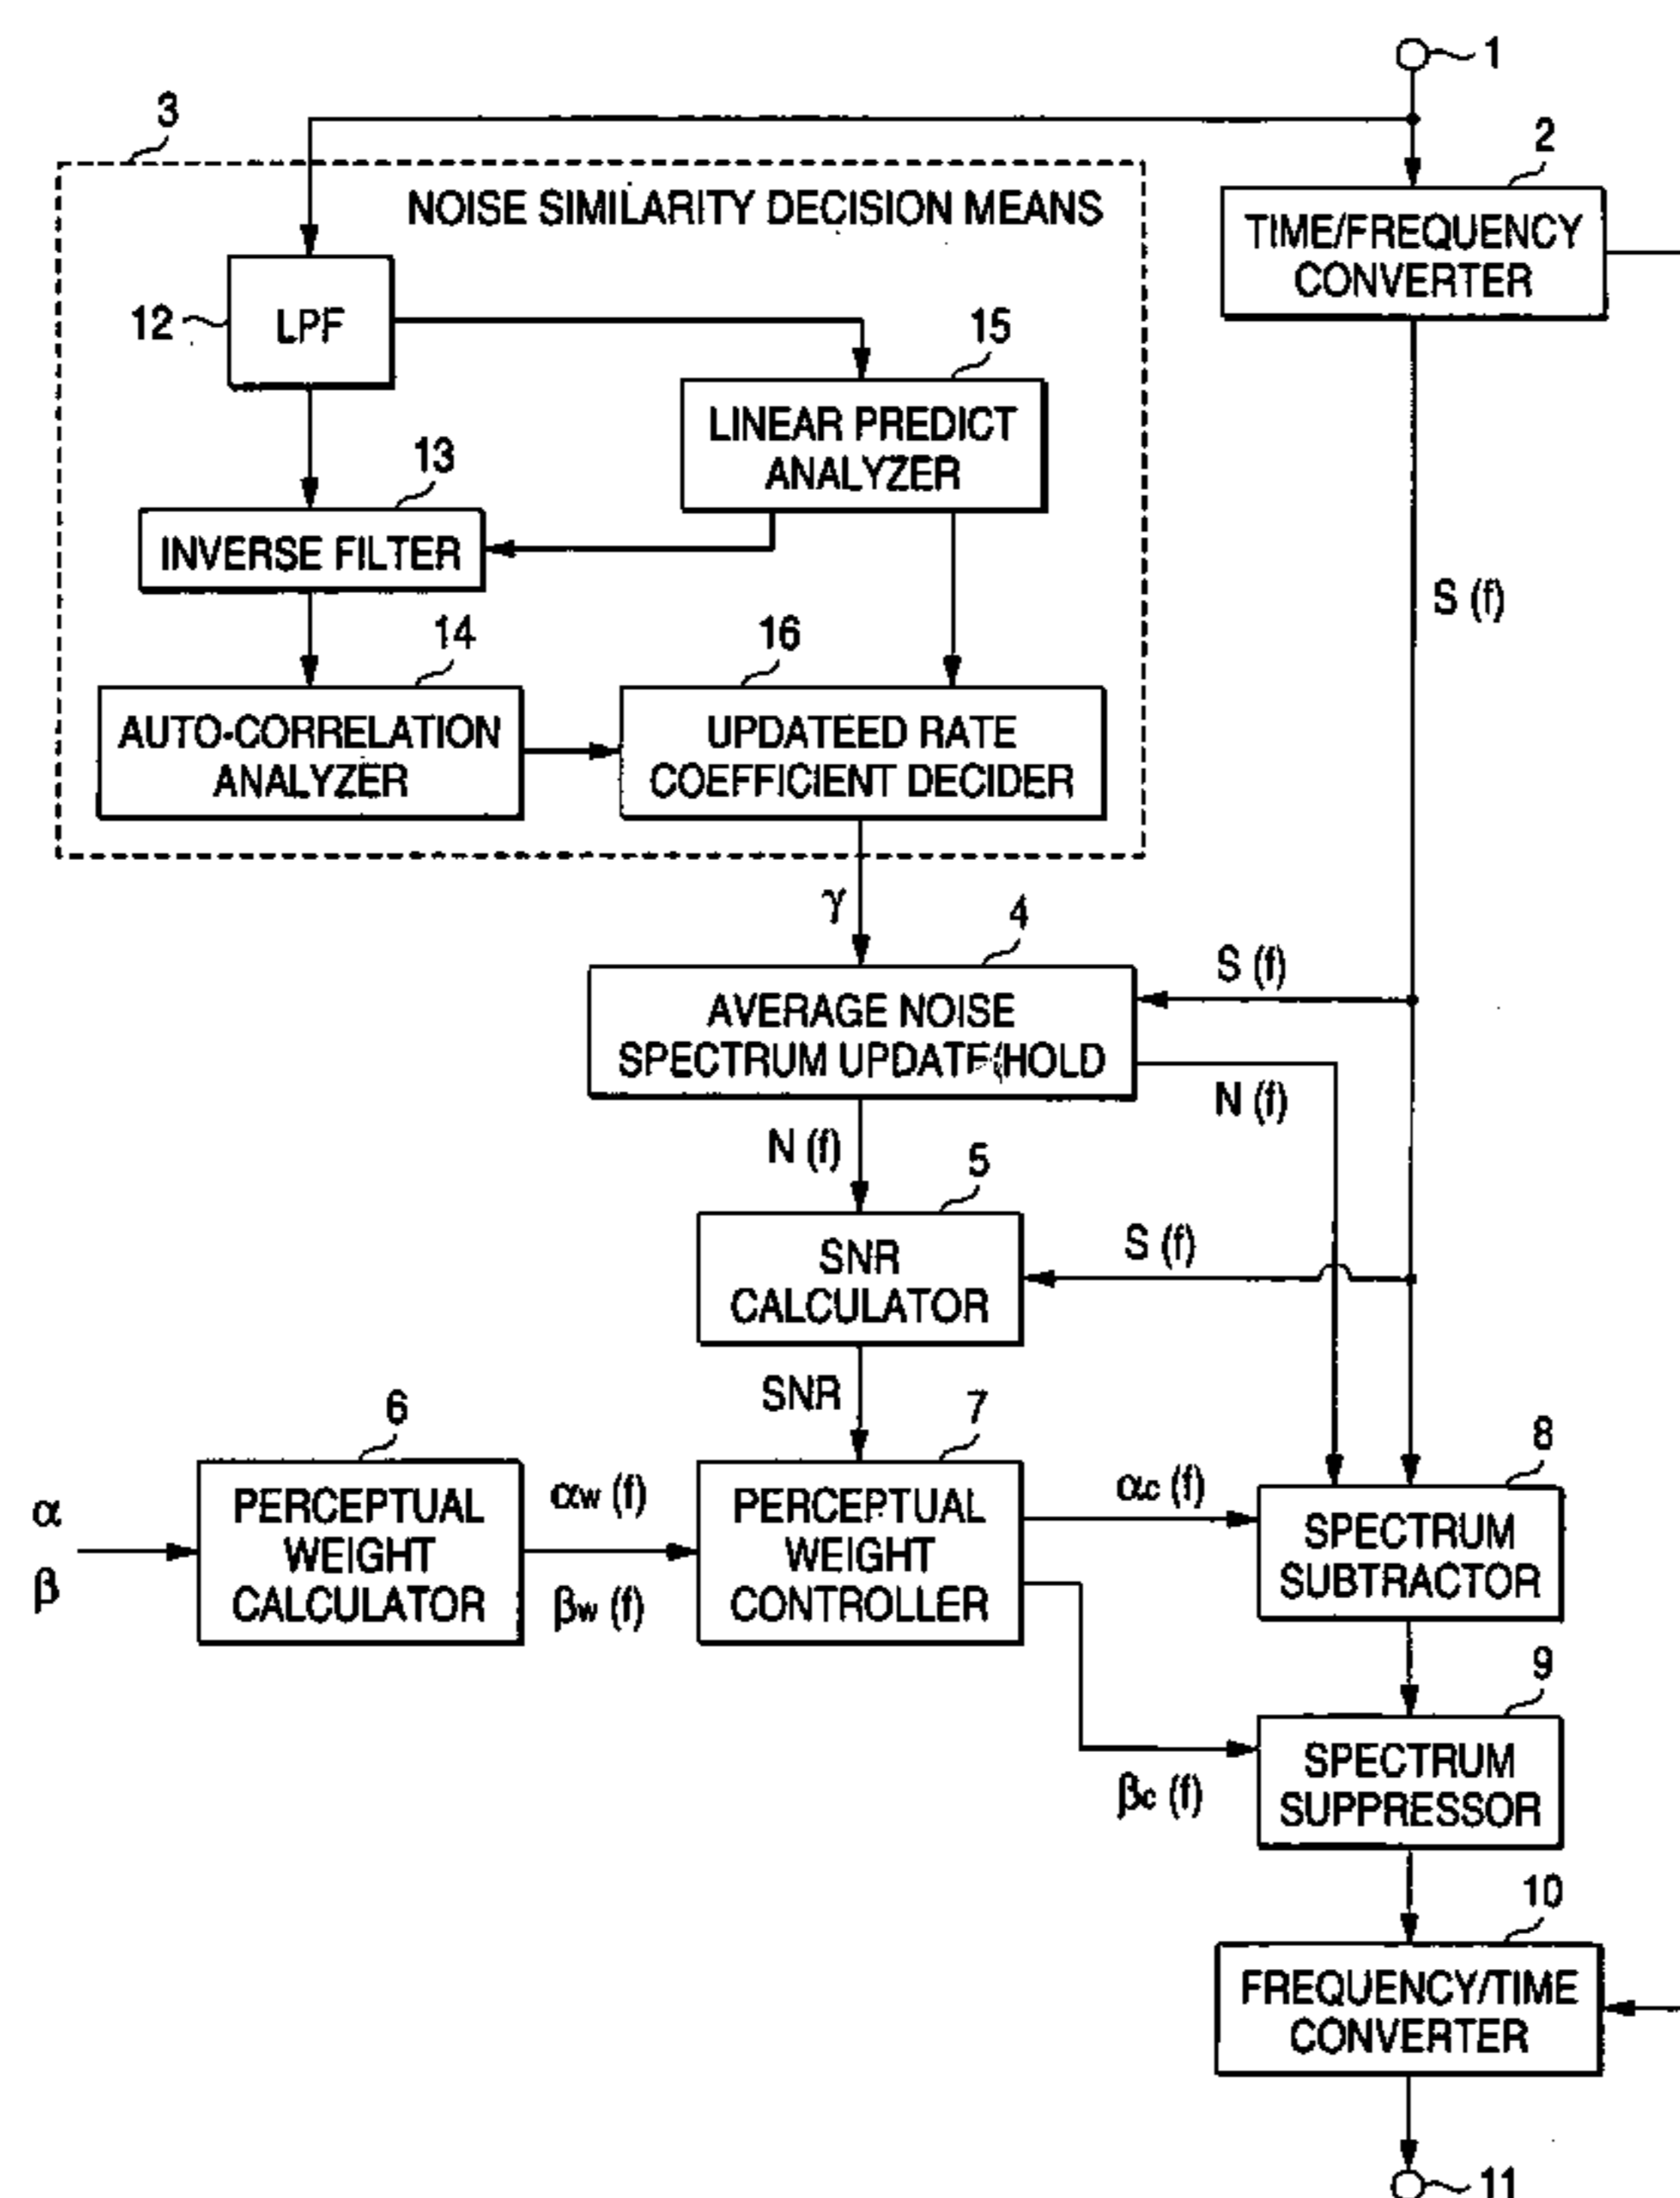 1
3
2
NOISE SIMILARITY DECISION MEANS
TIME/FREQUENCY
CONVERTER
12
LPF
15
LINEAR PREDICT
ANALYZER
13
INVERSE FILTER
S (f)
14
16
AUTO-CORRELATION
ANALYZER
UPDATEED RATE
COEFFICIENT DECIDER
γ
4
S (f)
AVERAGE NOISE
SPECTRUM UPDATE(HOLD
N (f)
N (f)
5
S (f)
SNR
CALCULATOR
SNR
6
7
8
α
β
PERCEPTUAL
WEIGHT
CALCULATOR
αw (f)
βw (f)
PERCEPTUAL
WEIGHT
CONTROLLER
αc (f)
SPECTRUM
SUBTRACTOR
9
βc (f)
SPECTRUM
SUPPRESSOR
10
FREQUENCY/TIME
CONVERTER
11